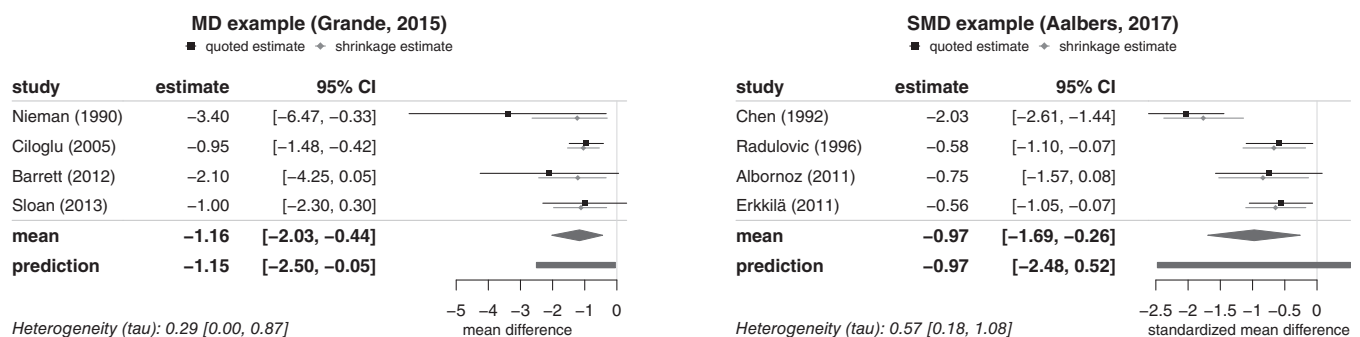 MD example (Grande, 2015)
quoted estimate shrinkage estimate
study estimate 95% CI
Nieman (1990) −3.40 [−6.47, −0.33]
Ciloglu (2005) −0.95 [−1.48, −0.42]
Barrett (2012) −2.10 [−4.25, 0.05]
Sloan (2013) −1.00 [−2.30, 0.30]
mean −1.16 [−2.03, −0.44]
prediction −1.15 [−2.50, −0.05]
−5 −4 −3 −2 −1 0
Heterogeneity (tau): 0.29 [0.00, 0.87] mean difference
SMD example (Aalbers, 2017)
quoted estimate shrinkage estimate
study estimate 95% CI
Chen (1992) −2.03 [−2.61, −1.44]
Radulovic (1996) −0.58 [−1.10, −0.07]
Albornoz (2011) −0.75 [−1.57, 0.08]
Erkkilä (2011) −0.56 [−1.05, −0.07]
mean −0.97 [−1.69, −0.26]
prediction −0.97 [−2.48, 0.52]
−2.5 −2 −1.5 −1 −0.5 0
Heterogeneity (tau): 0.57 [0.18, 1.08] standardized mean difference